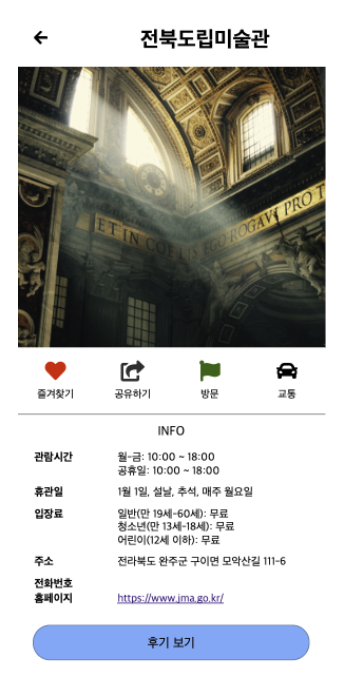 전북도립미술관
ET IN COELIS EGO ROGAVI PRO T
즐겨찾기 공유하기 방문 교통
INFO
관람시간 월-금: 10:00 ~ 18:00
공휴일: 10:00 ~ 18:00
휴관일 1월 1일, 설날, 추석, 매주 월요일
입장료 일반(만 19세-60세): 무료
청소년(만 13세-18세): 무료
어린이(12세 이하): 무료
주소 전라북도 완주군 구이면 모악산길 111-6
전화번호
홈페이지 https://www.jma.go.kr/
후기 보기